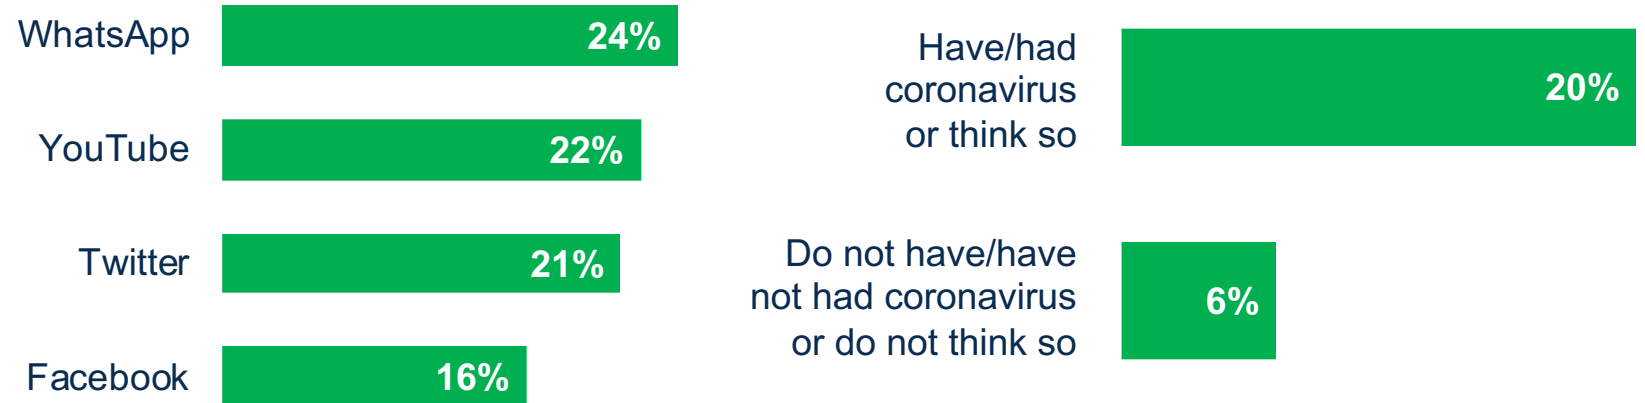 WhatsApp
24%
YouTube
22%
Twitter
21%
Facebook
16%
Have/had
coronavirus
or think so
20%
Do not have/have
not had coronavirus
or do not think so
6%